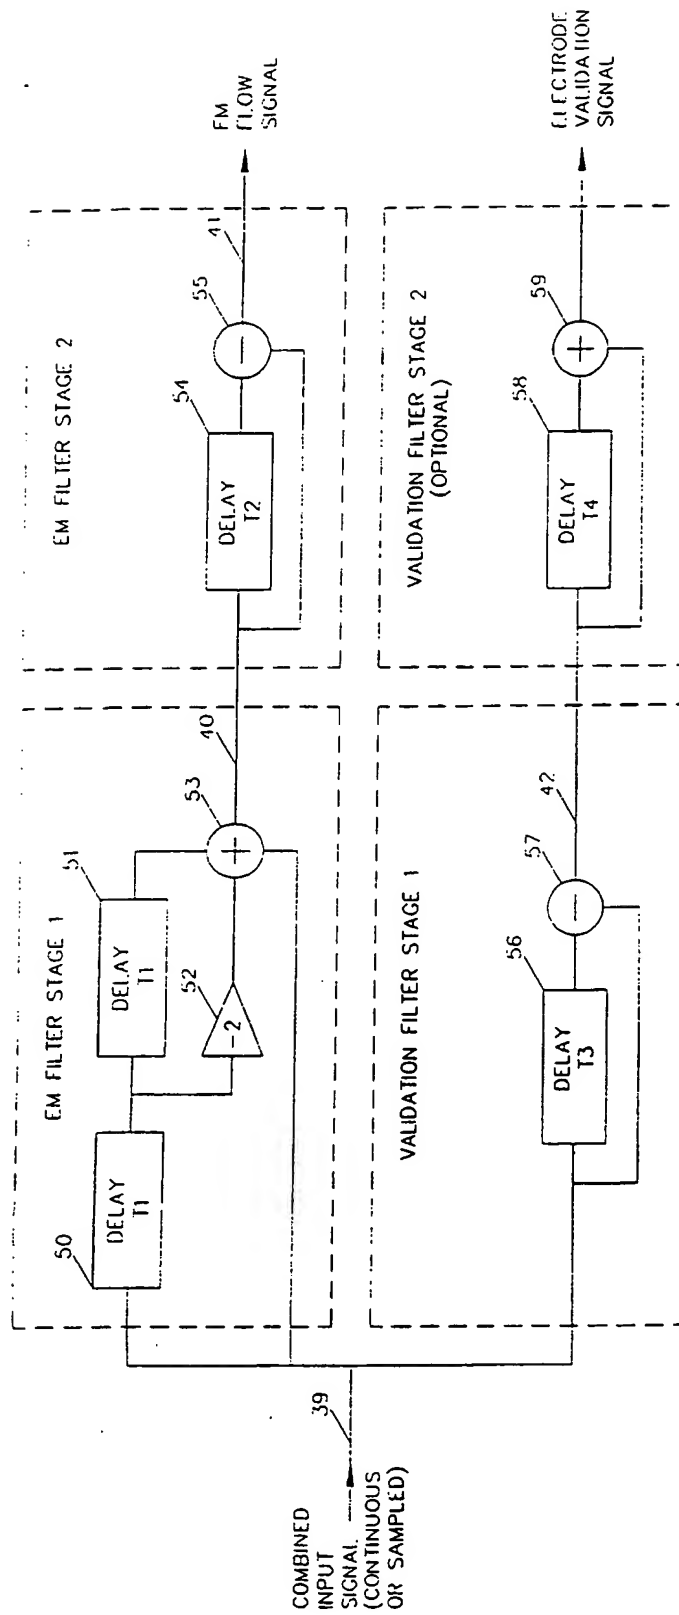 COMBINED
INPUT
SIGNAL
(CONTINUOUS
OR SAMPLED)
39
EM FILTER STAGE 1
50
DELAY
T1
51
DELAY
T1
52
-2
53
+
40
EM FILTER STAGE 2
54
DELAY
T2
55
-
41
EM
FLOW
SIGNAL
VALIDATION FILTER STAGE 1
56
DELAY
T3
57
-
42
VALIDATION FILTER STAGE 2
(OPTIONAL)
58
DELAY
T4
59
+
ELECTRODE
VALIDATION
SIGNAL